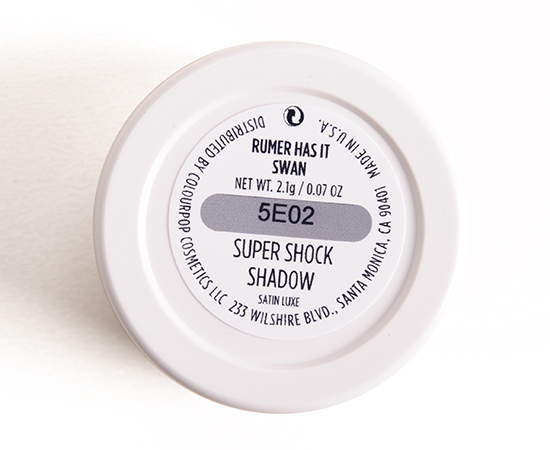 RUMER HAS IT
SWAN
NET WT. 2.1g / 0.07 OZ
5E02
SUPER SHOCK
SHADOW
SATIN LUXE
DISTRIBUTED BY COLOURPOP COSMETICS LLC 233 WILSHIRE BLVD., SANTA MONICA, CA 90401 MADE IN U.S.A.